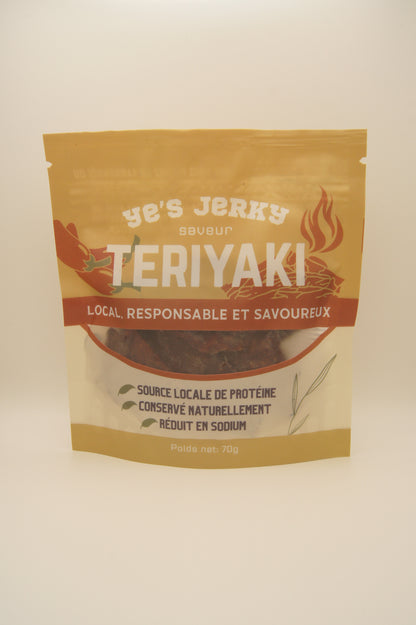 Ye's Jerky
saveur
TERIYAKI
LOCAL, RESPONSABLE ET SAVOUREUX
SOURCE LOCALE DE PROTÉINE
CONSERVÉ NATURELLEMENT
RÉDUIT EN SODIUM
Poids net: 70g